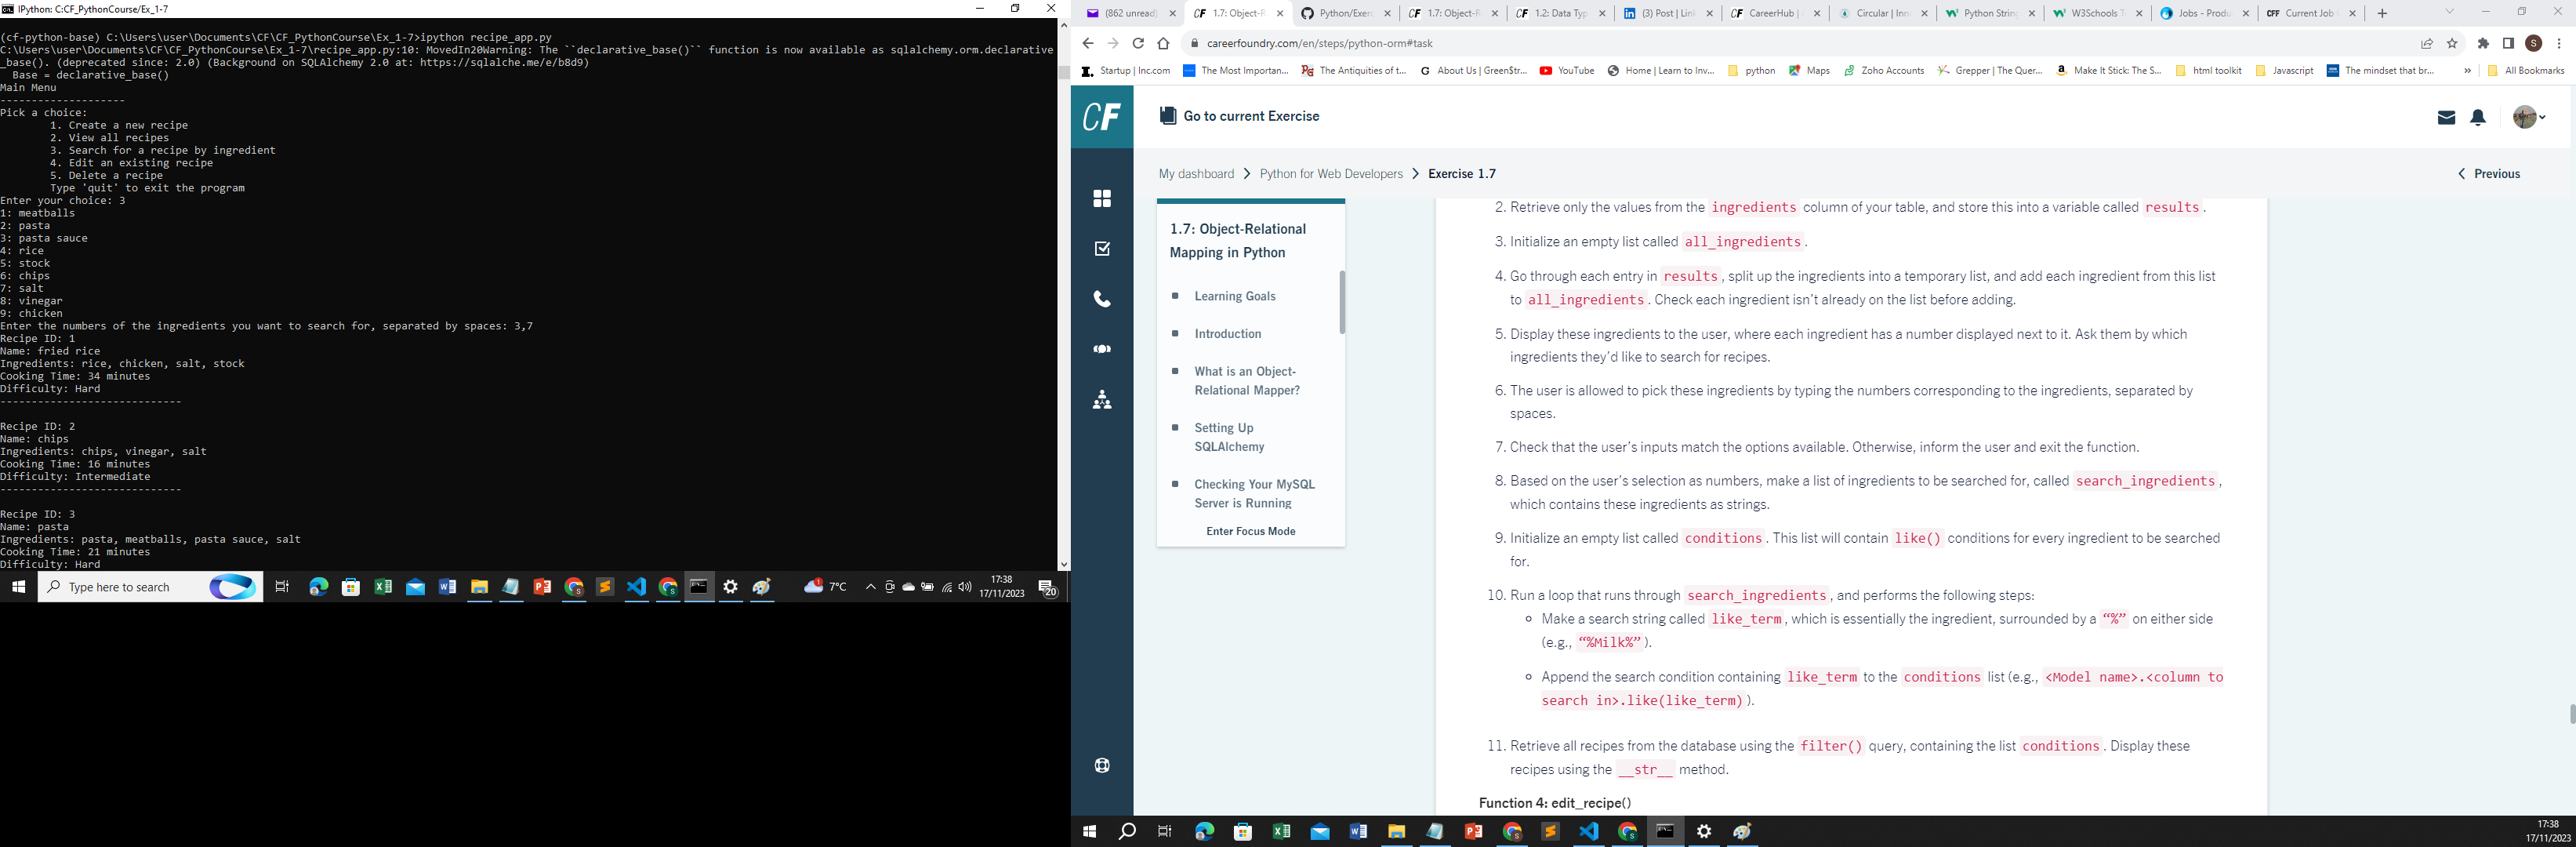 IPython: C:CF_PythonCourse/Ex_1-7
(cf-python-base) C:\Users\user\Documents\CF\CF_PythonCourse\Ex_1-7>ipython recipe_app.py
C:\Users\user\Documents\CF\CF_PythonCourse\Ex_1-7\recipe_app.py:10: MovedIn20Warning: The ``declarative_base()`` function is now available as sqlalchemy.orm.declarative
_base(). (deprecated since: 2.0) (Background on SQLAlchemy 2.0 at: https://sqlalche.me/e/b8d9)
Base = declarative_base()
Main Menu
--------------------
Pick a choice:
1. Create a new recipe
2. View all recipes
3. Search for a recipe by ingredient
4. Edit an existing recipe
5. Delete a recipe
Type 'quit' to exit the program
Enter your choice: 3
1: meatballs
2: pasta
3: pasta sauce
4: rice
5: stock
6: chips
7: salt
8: vinegar
9: chicken
Enter the numbers of the ingredients you want to search for, separated by spaces: 3,7
Recipe ID: 1
Name: fried rice
Ingredients: rice, chicken, salt, stock
Cooking Time: 34 minutes
Difficulty: Hard
-----------------------------
Recipe ID: 2
Name: chips
Ingredients: chips, vinegar, salt
Cooking Time: 16 minutes
Difficulty: Intermediate
-----------------------------
Recipe ID: 3
Name: pasta
Ingredients: pasta, meatballs, pasta sauce, salt
Cooking Time: 21 minutes
Difficulty: Hard
Type here to search
7°C
17:38
17/11/2023
20
(862 unread)
CF 1.7: Object-R
Python/Exerc
CF 1.7: Object-R
CF 1.2: Data Typ
(3) Post | Link
CF CareerHub |
Circular | Inn
Python String
W3Schools T
Jobs - Produ
CFF Current Job
careerfoundry.com/en/steps/python-orm#task
Startup | Inc.com
The Most Importan...
The Antiquities of t...
About Us | Green$tr...
YouTube
Home | Learn to Inv...
python
Maps
Zoho Accounts
Grepper | The Quer...
Make It Stick: The S...
html toolkit
Javascript
The mindset that br...
All Bookmarks
CF
Go to current Exercise
My dashboard > Python for Web Developers > Exercise 1.7
Previous
1.7: Object-Relational
Mapping in Python
Learning Goals
Introduction
What is an Object-
Relational Mapper?
Setting Up
SQLAlchemy
Checking Your MySQL
Server is Running
Enter Focus Mode
2. Retrieve only the values from the ingredients column of your table, and store this into a variable called results.
3. Initialize an empty list called all_ingredients.
4. Go through each entry in results, split up the ingredients into a temporary list, and add each ingredient from this list
to all_ingredients. Check each ingredient isn't already on the list before adding.
5. Display these ingredients to the user, where each ingredient has a number displayed next to it. Ask them by which
ingredients they'd like to search for recipes.
6. The user is allowed to pick these ingredients by typing the numbers corresponding to the ingredients, separated by
spaces.
7. Check that the user's inputs match the options available. Otherwise, inform the user and exit the function.
8. Based on the user's selection as numbers, make a list of ingredients to be searched for, called search_ingredients,
which contains these ingredients as strings.
9. Initialize an empty list called conditions. This list will contain like() conditions for every ingredient to be searched
for.
10. Run a loop that runs through search_ingredients, and performs the following steps:
Make a search string called like_term, which is essentially the ingredient, surrounded by a “%” on either side
(e.g., “%Milk%”).
Append the search condition containing like_term to the conditions list (e.g., <Model name>.<column to
search in>.like(like_term)).
11. Retrieve all recipes from the database using the filter() query, containing the list conditions. Display these
recipes using the __str__ method.
Function 4: edit_recipe()
17:38
17/11/2023